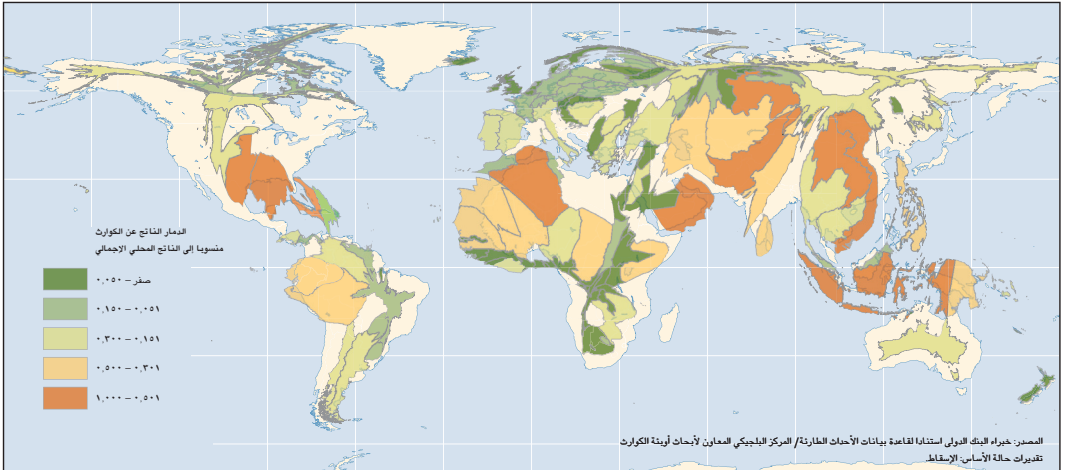 الدمار الناتج عن الكوارث
منسوبا إلى الناتج المحلي الإجمالي
صفر – ٠,٠٥٠
٠,٠٥١ – ٠,١٥٠
٠,١٥١ – ٠,٣٠٠
٠,٣٠١ – ٠,٥٠٠
٠,٥٠١ – ١,٠٠٠
المصدر: خبراء البنك الدولى استنادا لقاعدة بيانات الأحداث الطارئة/ المركز البلجيكي المعاون لأبحاث أوبئة الكوارث
تقديرات حالة الأساس: الإسقاط.